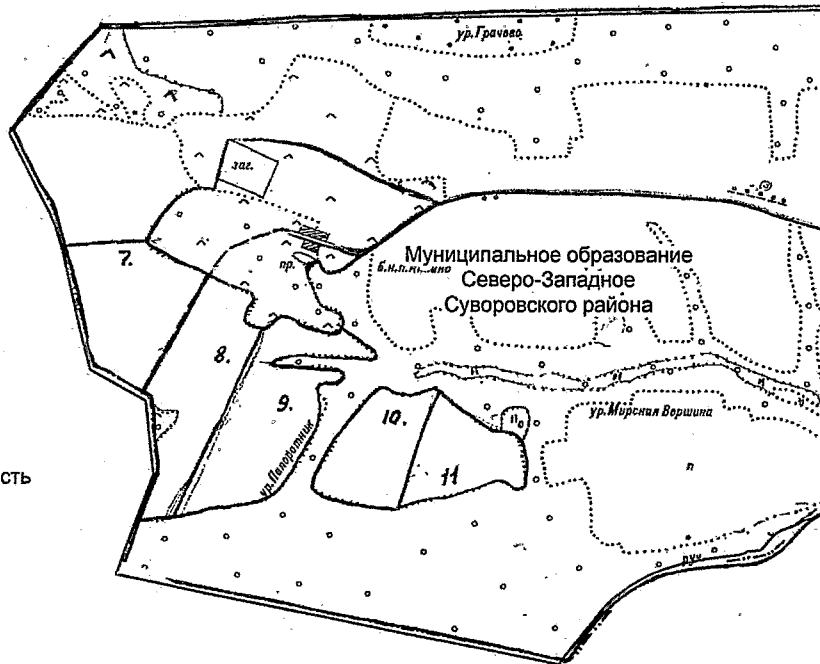 ур. Грачево
заг.
Муниципальное образование
Северо-Западное
Суворовского района
пр.
7.
8.
9.
10.
11
ур. Папоротник
ур. Мирская Вершина
п
сть
руч